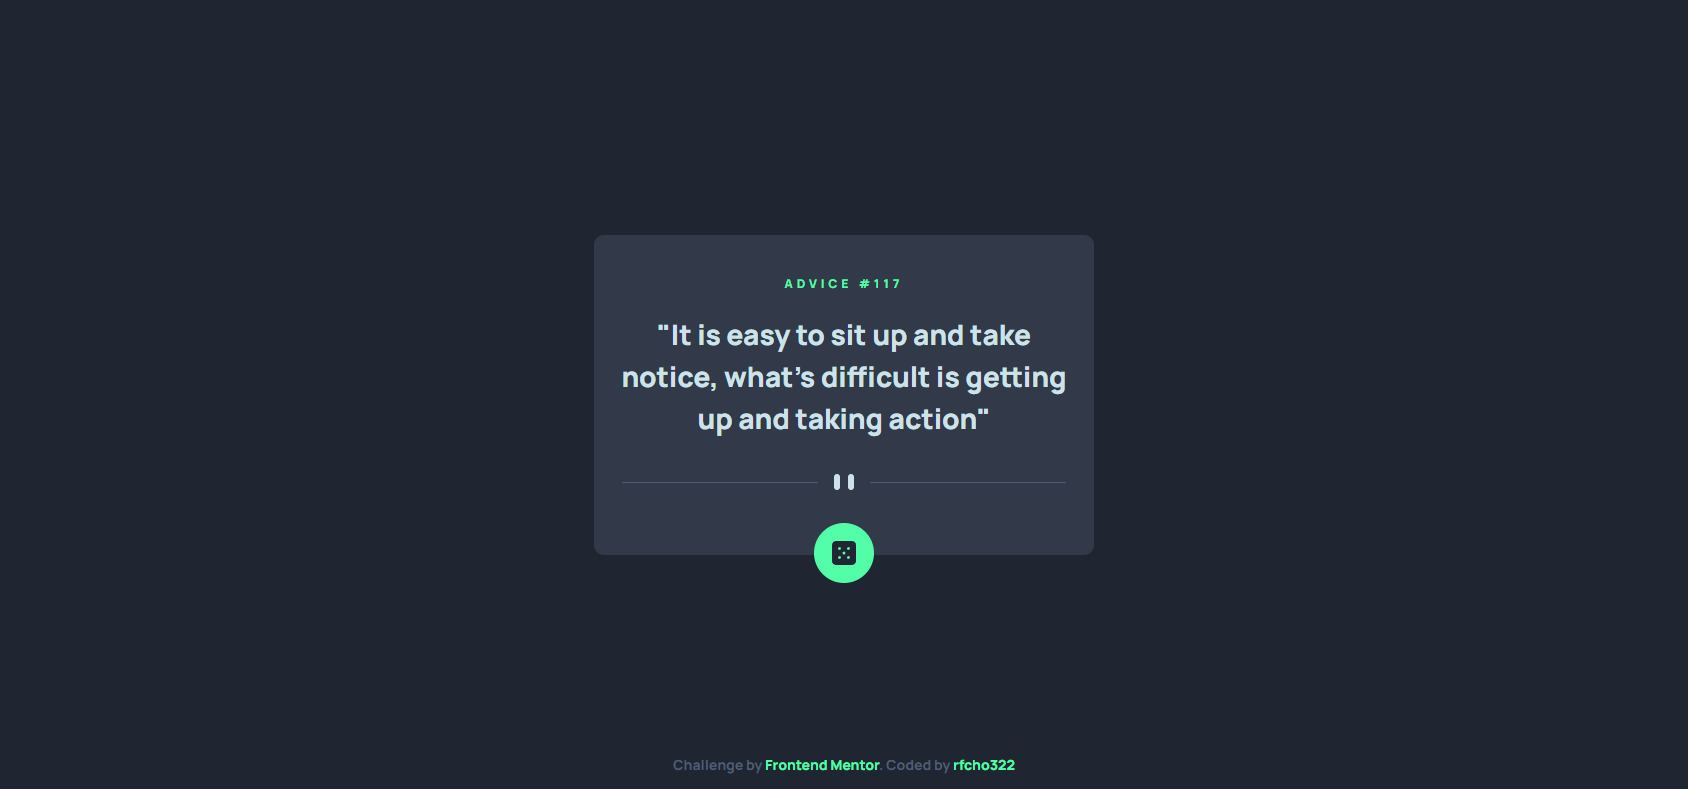 ADVICE #117
"It is easy to sit up and take
notice, what's difficult is getting
up and taking action"
Challenge by Frontend Mentor. Coded by rfcho322